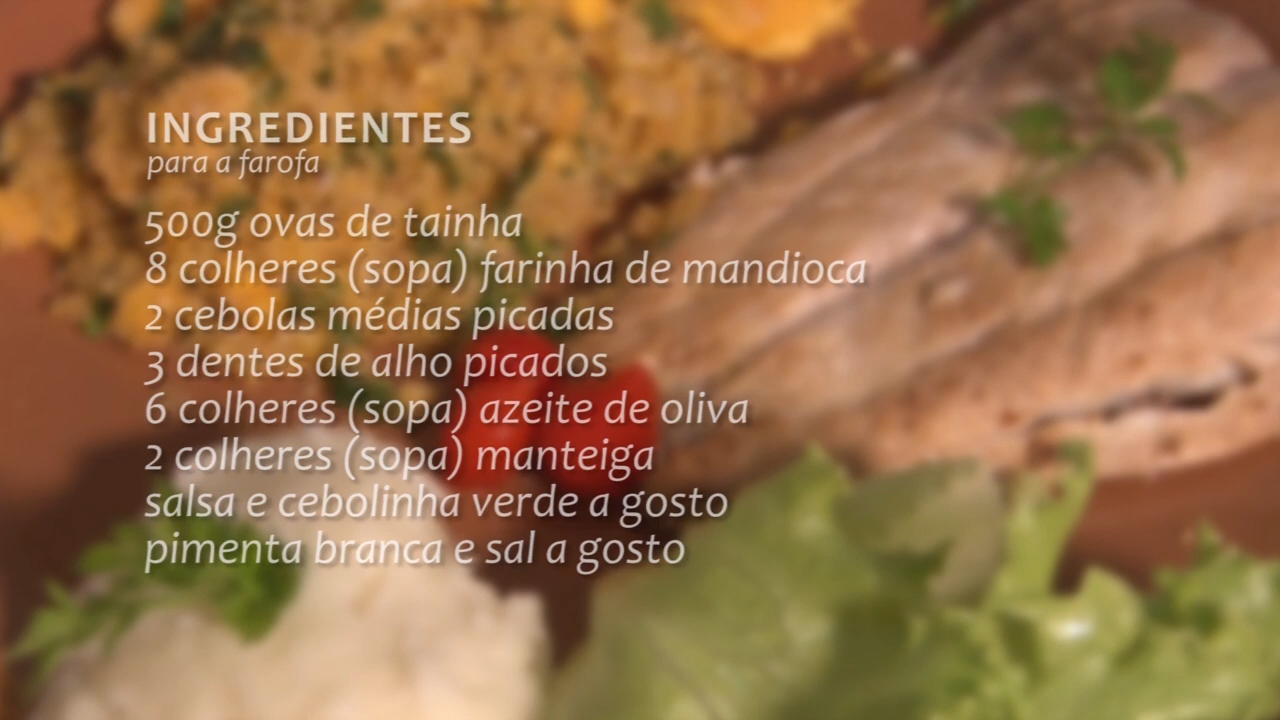 INGREDIENTES
para a farofa
500g ovas de tainha
8 colheres (sopa) farinha de mandioca
2 cebolas médias picadas
3 dentes de alho picados
6 colheres (sopa) azeite de oliva
2 colheres (sopa) manteiga
salsa e cebolinha verde a gosto
pimenta branca e sal a gosto